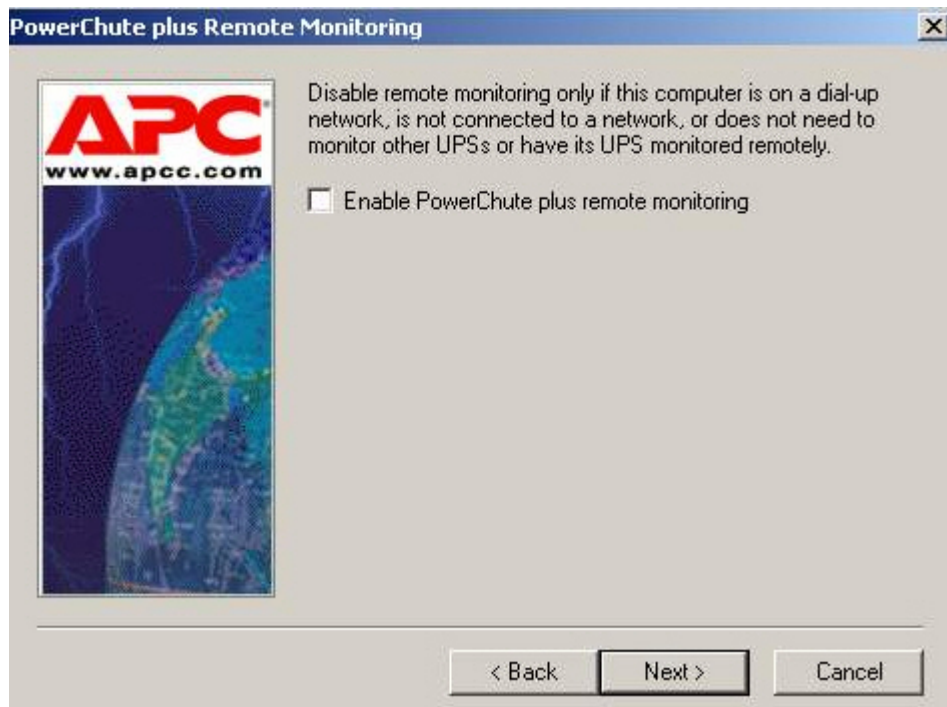 PowerChute plus Remote Monitoring
APC
www.apcc.com
Disable remote monitoring only if this computer is on a dial-up
network, is not connected to a network, or does not need to
monitor other UPSs or have its UPS monitored remotely.
Enable PowerChute plus remote monitoring
< Back
Next >
Cancel